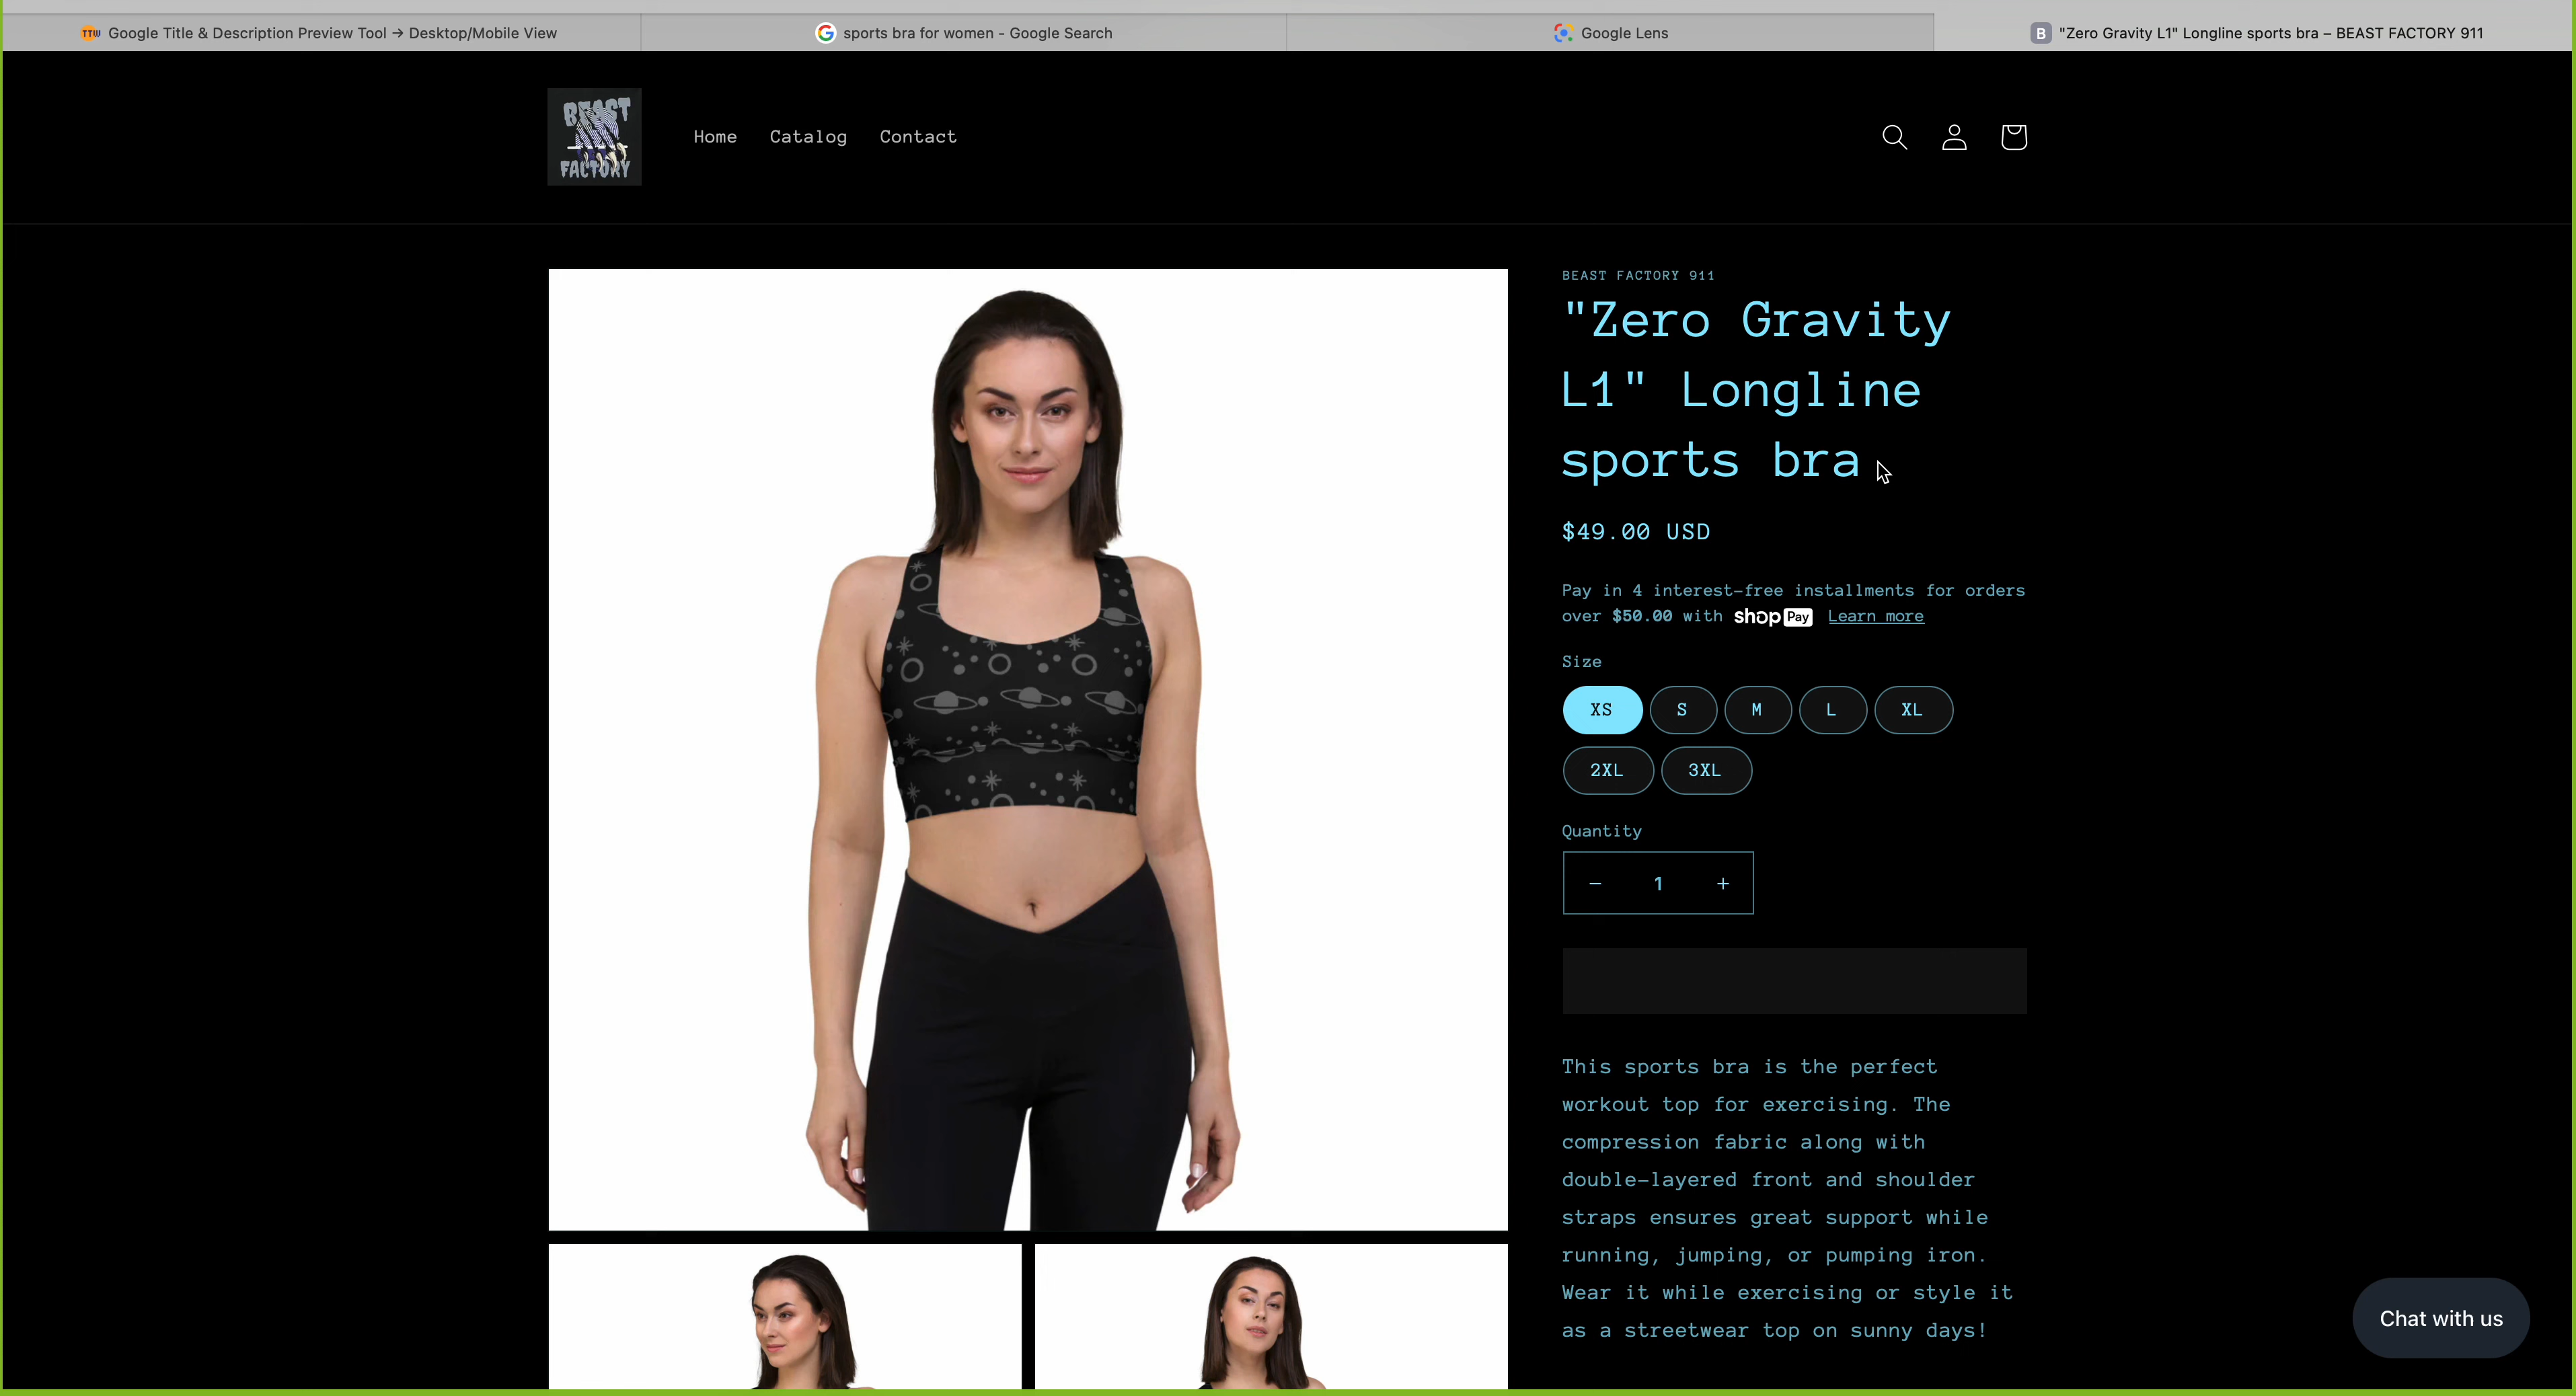 Google Title & Description Preview Tool → Desktop/Mobile View
sports bra for women - Google Search
Google Lens
B "Zero Gravity L1" Longline sports bra – BEAST FACTORY 911
BEAST
FACTORY
Home
Catalog
Contact
BEAST FACTORY 911
"Zero Gravity
L1" Longline
sports bra
$49.00 USD
Pay in 4 interest-free installments for orders
over $50.00 with shop Pay Learn more
Size
XS S M L XL
2XL 3XL
Quantity
− 1 +
This sports bra is the perfect
workout top for exercising. The
compression fabric along with
double-layered front and shoulder
straps ensures great support while
running, jumping, or pumping iron.
Wear it while exercising or style it
as a streetwear top on sunny days!
Chat with us